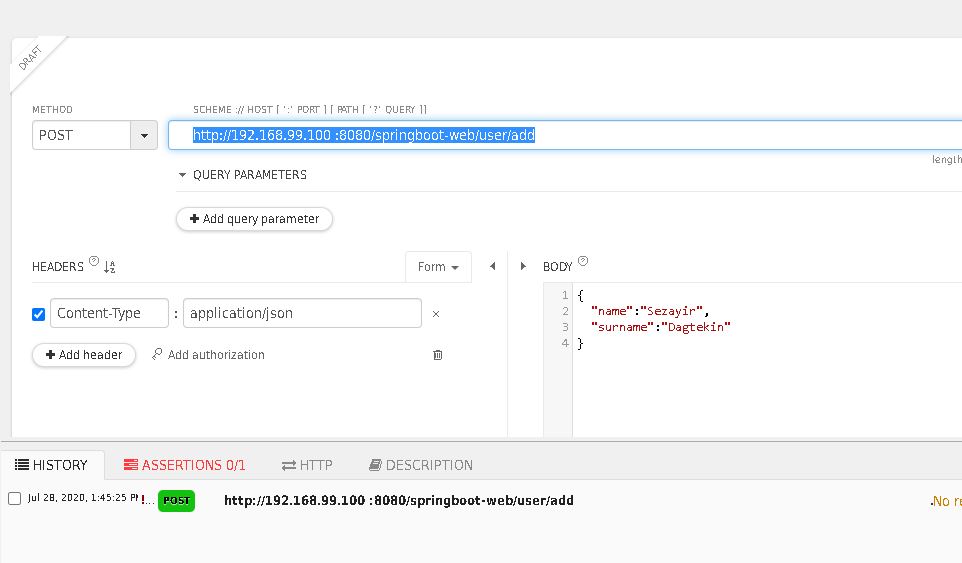 DRAFT
METHOD SCHEME :// HOST [ ':' PORT ] [ PATH [ '?' QUERY ]]
POST http://192.168.99.100 :8080/springboot-web/user/add
length
QUERY PARAMETERS
Add query parameter
HEADERS ? Form BODY ?
1 {
Content-Type : application/json 2 "name":"Sezayir",
3 "surname":"Dagtekin"
4 }
Add header Add authorization
HISTORY ASSERTIONS 0/1 HTTP DESCRIPTION
Jul 28, 2020, 1:45:25 PM!... POST http://192.168.99.100 :8080/springboot-web/user/add .No re